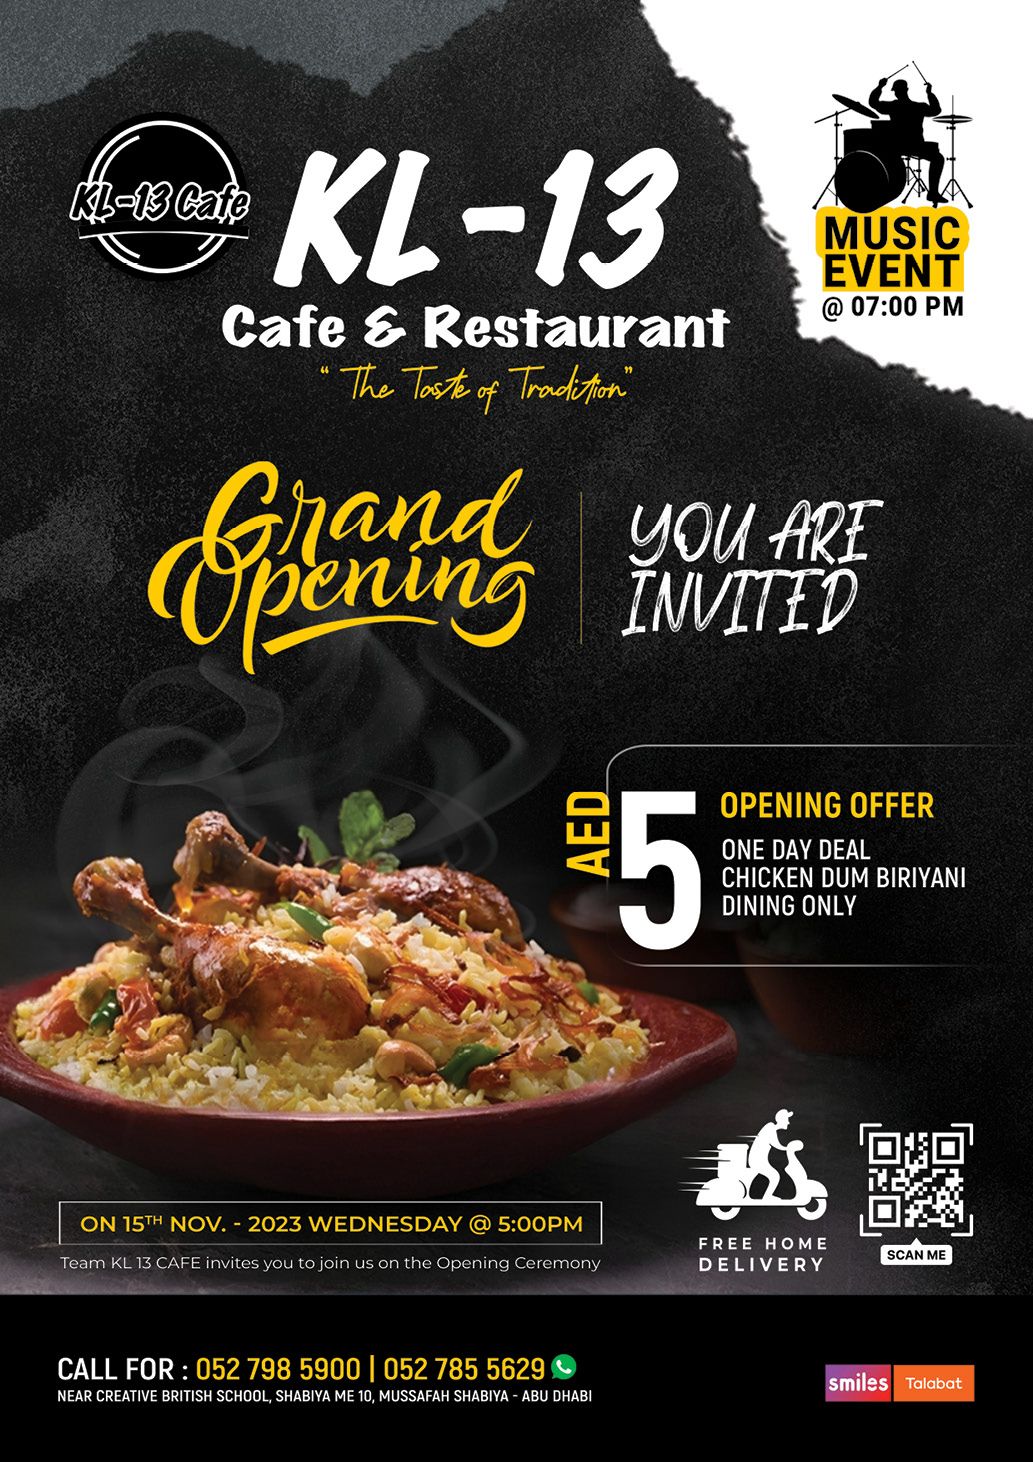 KL-13 Cafe
KL-13
Cafe & Restaurant
“The Taste of Tradition”
MUSIC
EVENT
@ 07:00 PM
Grand
Opening
YOU ARE
INVITED
AED
5
OPENING OFFER
ONE DAY DEAL
CHICKEN DUM BIRIYANI
DINING ONLY
ON 15TH NOV. - 2023 WEDNESDAY @ 5:00PM
Team KL 13 CAFE invites you to join us on the Opening Ceremony
FREE HOME
DELIVERY
SCAN ME
CALL FOR : 052 798 5900 | 052 785 5629
NEAR CREATIVE BRITISH SCHOOL, SHABIYA ME 10, MUSSAFAH SHABIYA - ABU DHABI
smiles
Talabat